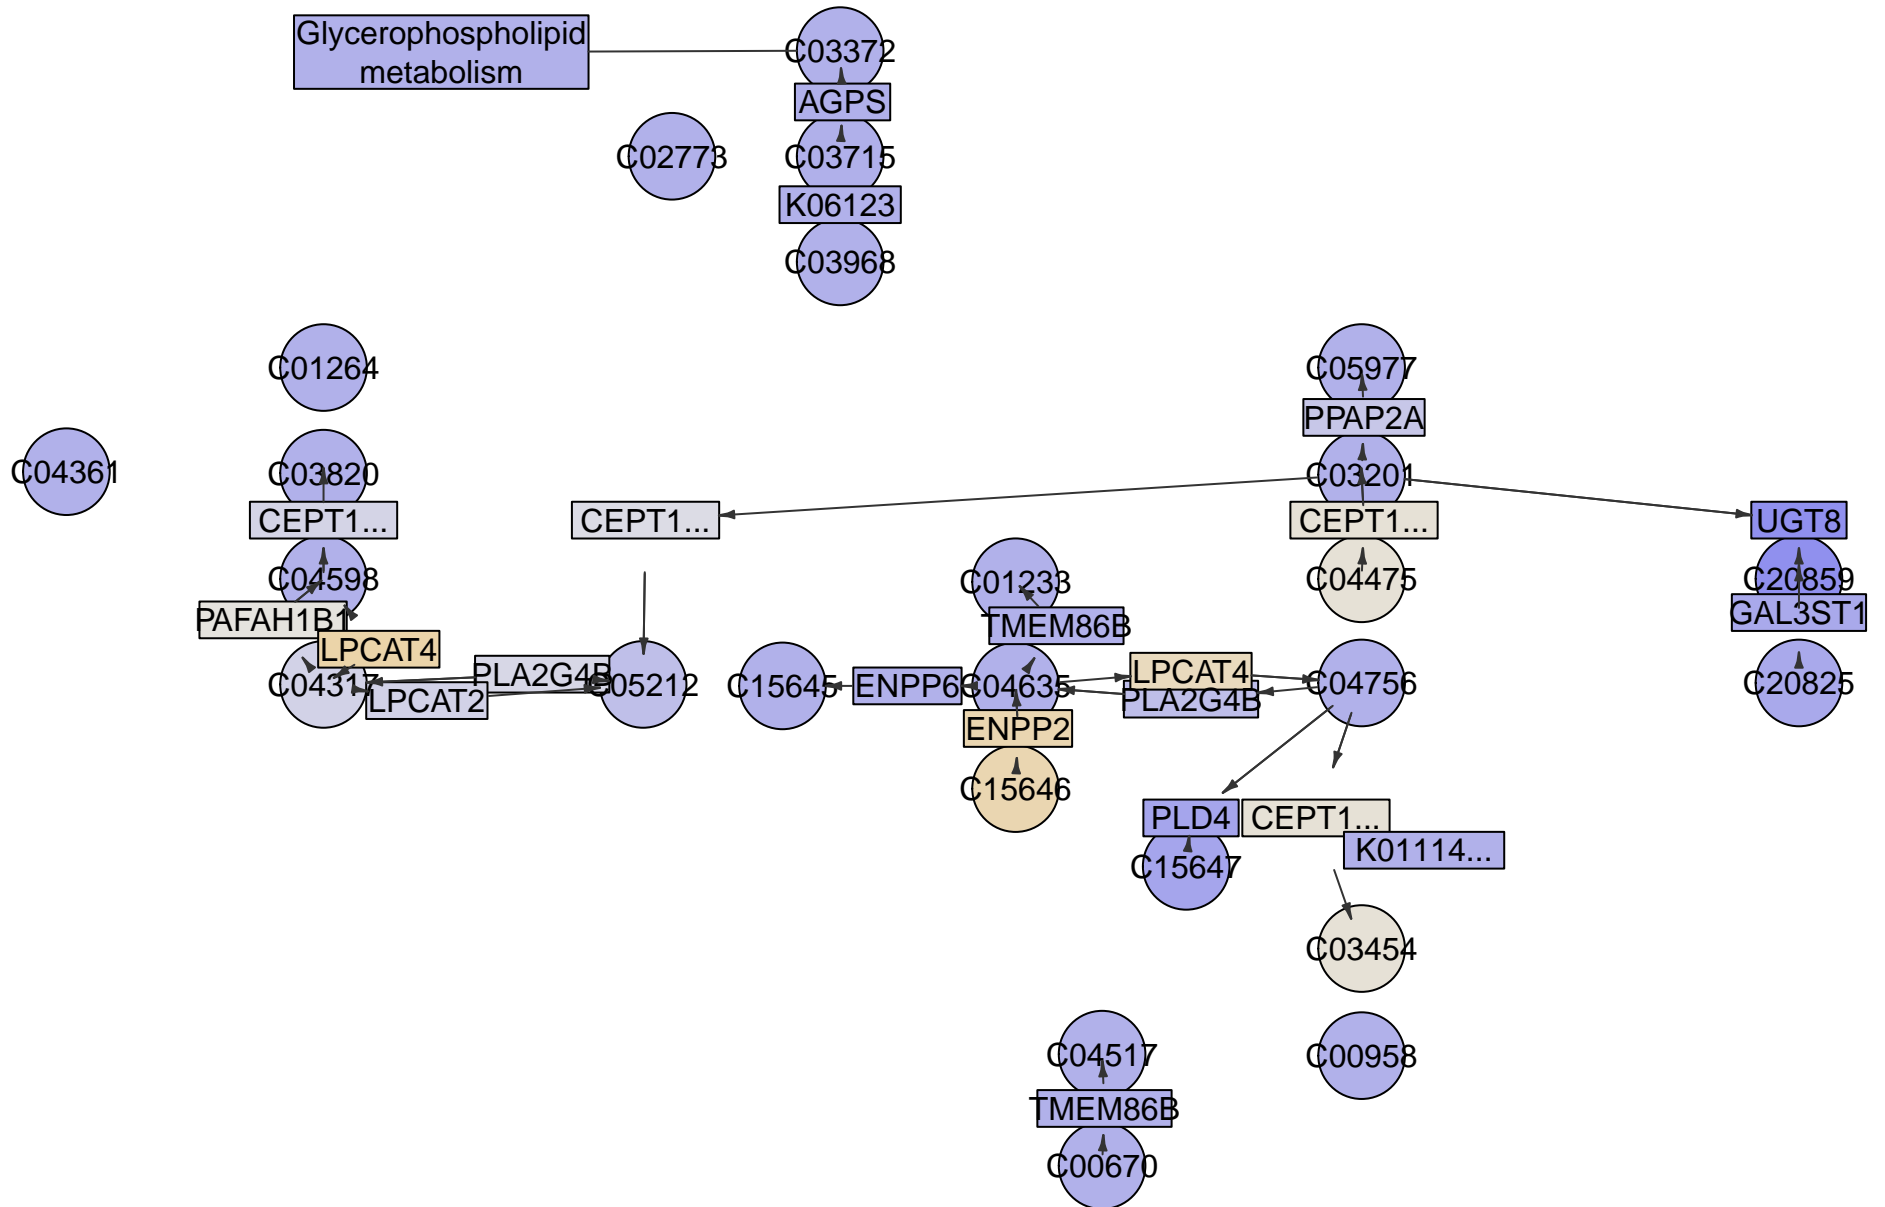 Glycerophospholipid
metabolism
C03372
AGPS
C02773
C03715
K06123
C03968
C01264
C05977
PPAP2A
C04361
C03820
C03201
CEPT1...
CEPT1...
CEPT1...
UGT8
C04598
C01233
C04475
C20859
PAFAH1B1
TMEM86B
GAL3ST1
LPCAT4
C04317
PLA2G4B
LPCAT2
C05212
C15645
ENPP6
C04635
LPCAT4
PLA2G4B
C04756
C20825
ENPP2
C15646
PLD4
CEPT1...
K01114...
C15647
C03454
C04517
C00958
TMEM86B
C00670